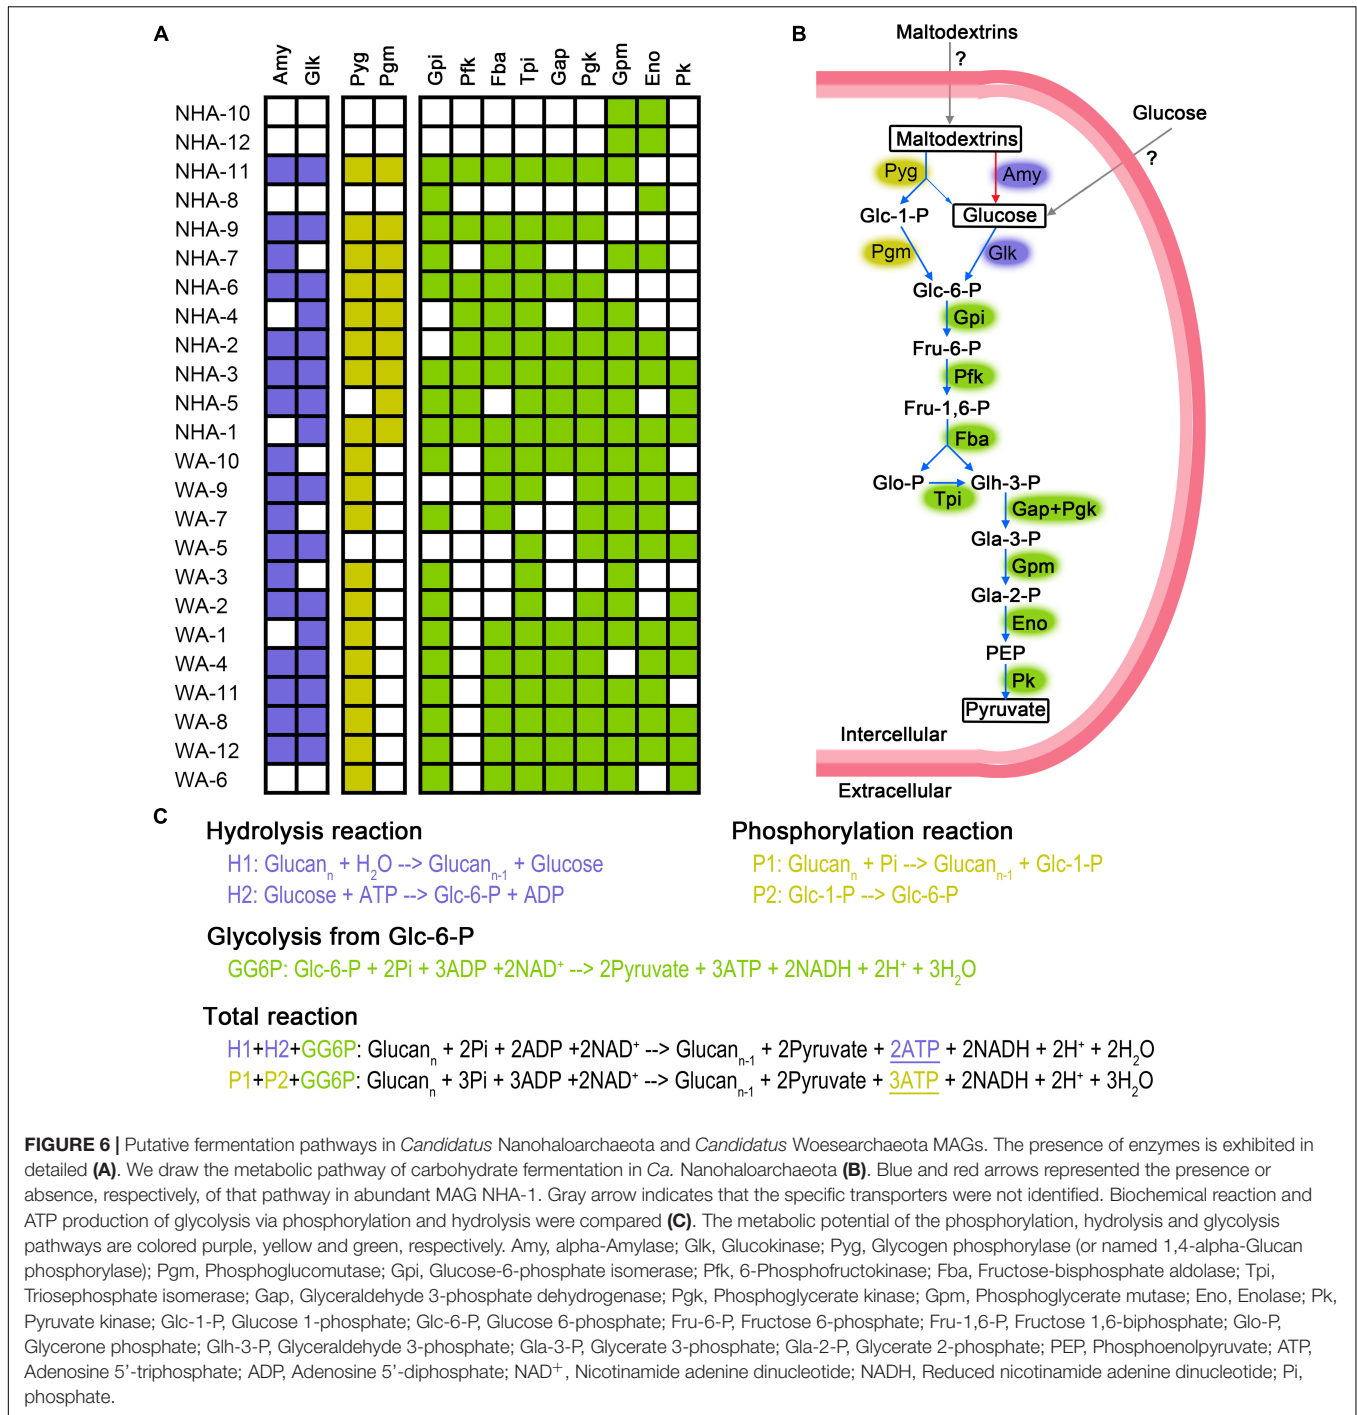 A
Amy Glk Pyg Pgm Gpi Pfk Fba Tpi Gap Pgk Gpm Eno Pk
NHA-10
NHA-12
NHA-11
NHA-8
NHA-9
NHA-7
NHA-6
NHA-4
NHA-2
NHA-3
NHA-5
NHA-1
WA-10
WA-9
WA-7
WA-5
WA-3
WA-2
WA-1
WA-4
WA-11
WA-8
WA-12
WA-6
B
Maltodextrins
?
Glucose
?
Maltodextrins
Pyg Amy
Glc-1-P Glucose
Pgm Glk
Glc-6-P
Gpi
Fru-6-P
Pfk
Fru-1,6-P
Fba
Glo-P Glh-3-P
Tpi Gap+Pgk
Gla-3-P
Gpm
Gla-2-P
Eno
PEP
Pk
Pyruvate
Intercellular
Extracellular
C
Hydrolysis reaction
H1: Glucanₙ + H₂O --> Glucanₙ₋₁ + Glucose
H2: Glucose + ATP --> Glc-6-P + ADP
Phosphorylation reaction
P1: Glucanₙ + Pi --> Glucanₙ₋₁ + Glc-1-P
P2: Glc-1-P --> Glc-6-P
Glycolysis from Glc-6-P
GG6P: Glc-6-P + 2Pi + 3ADP +2NAD⁺ --> 2Pyruvate + 3ATP + 2NADH + 2H⁺ + 3H₂O
Total reaction
H1+H2+GG6P: Glucanₙ + 2Pi + 2ADP +2NAD⁺ --> Glucanₙ₋₁ + 2Pyruvate + 2ATP + 2NADH + 2H⁺ + 2H₂O
P1+P2+GG6P: Glucanₙ + 3Pi + 3ADP +2NAD⁺ --> Glucanₙ₋₁ + 2Pyruvate + 3ATP + 2NADH + 2H⁺ + 3H₂O
FIGURE 6 | Putative fermentation pathways in Candidatus Nanohaloarchaeota and Candidatus Woesearchaeota MAGs. The presence of enzymes is exhibited in
detailed (A). We draw the metabolic pathway of carbohydrate fermentation in Ca. Nanohaloarchaeota (B). Blue and red arrows represented the presence or
absence, respectively, of that pathway in abundant MAG NHA-1. Gray arrow indicates that the specific transporters were not identified. Biochemical reaction and
ATP production of glycolysis via phosphorylation and hydrolysis were compared (C). The metabolic potential of the phosphorylation, hydrolysis and glycolysis
pathways are colored purple, yellow and green, respectively. Amy, alpha-Amylase; Glk, Glucokinase; Pyg, Glycogen phosphorylase (or named 1,4-alpha-Glucan
phosphorylase); Pgm, Phosphoglucomutase; Gpi, Glucose-6-phosphate isomerase; Pfk, 6-Phosphofructokinase; Fba, Fructose-bisphosphate aldolase; Tpi,
Triosephosphate isomerase; Gap, Glyceraldehyde 3-phosphate dehydrogenase; Pgk, Phosphoglycerate kinase; Gpm, Phosphoglycerate mutase; Eno, Enolase; Pk,
Pyruvate kinase; Glc-1-P, Glucose 1-phosphate; Glc-6-P, Glucose 6-phosphate; Fru-6-P, Fructose 6-phosphate; Fru-1,6-P, Fructose 1,6-biphosphate; Glo-P,
Glycerone phosphate; Glh-3-P, Glyceraldehyde 3-phosphate; Gla-3-P, Glycerate 3-phosphate; Gla-2-P, Glycerate 2-phosphate; PEP, Phosphoenolpyruvate; ATP,
Adenosine 5’-triphosphate; ADP, Adenosine 5’-diphosphate; NAD⁺, Nicotinamide adenine dinucleotide; NADH, Reduced nicotinamide adenine dinucleotide; Pi,
phosphate.